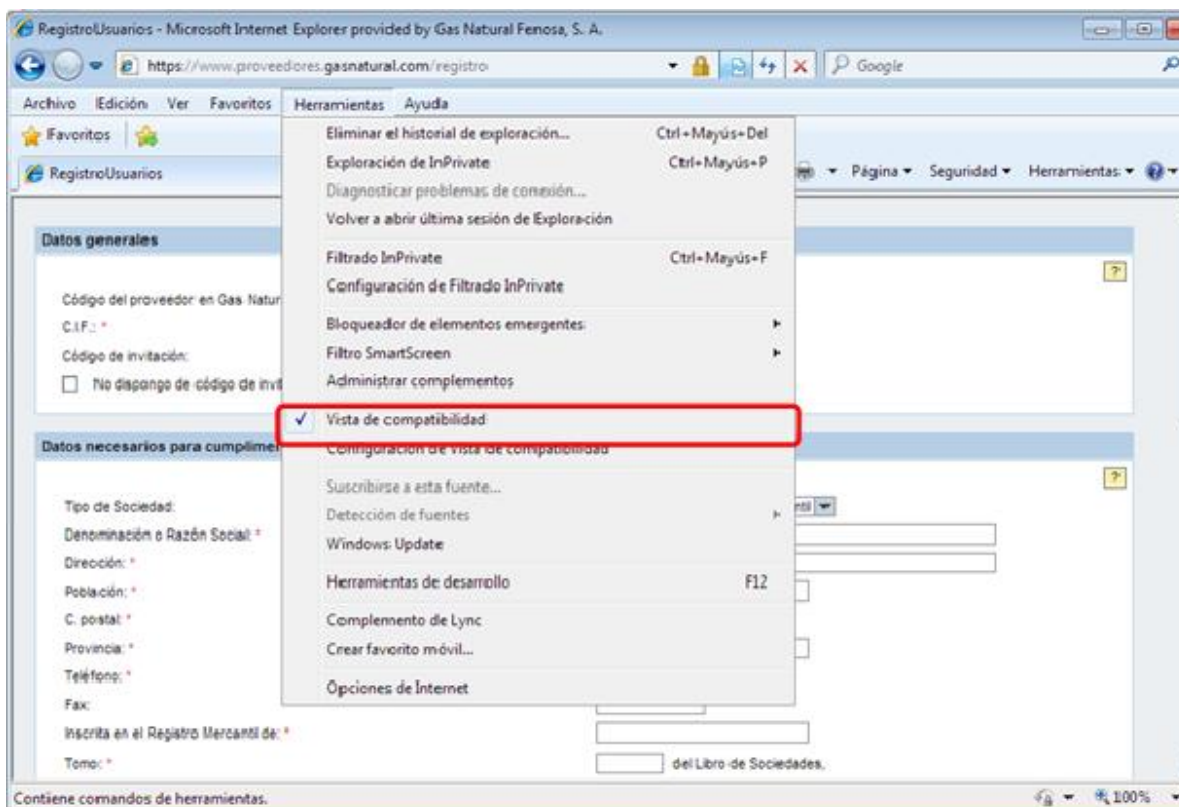 RegistroUsuarios - Microsoft Internet Explorer provided by Gas Natural Fenosa, S. A.
https://www.proveedores.gasnatural.com/registro
Google
Archivo Edición Ver Favoritos Herramientas Ayuda
Favoritos
RegistroUsuarios
Página Seguridad Herramientas
Eliminar el historial de exploración... Ctrl+Mayús+Del
Exploración de InPrivate Ctrl+Mayús+P
Diagnosticar problemas de conexión...
Volver a abrir última sesión de Exploración
Filtrado InPrivate Ctrl+Mayús+F
Configuración de Filtrado InPrivate
Bloqueador de elementos emergentes
Filtro SmartScreen
Administrar complementos
Vista de compatibilidad
Configuración de Vista de compatibilidad
Suscribirse a esta fuente...
Detección de fuentes
Windows Update
Herramientas de desarrollo F12
Complemento de Lync
Crear favorito móvil...
Opciones de Internet
Datos generales
?
Código del proveedor en Gas Natur
C.I.F.: *
Código de invitación:
No dispongo de código de invit
Datos necesarios para cumplimen
?
Tipo de Sociedad: ntil
Denominación o Razón Social: *
Dirección: *
Población: *
C. postal: *
Provincia: *
Teléfono: *
Fax:
Inscrita en el Registro Mercantil de: *
Tomo: * del Libro de Sociedades,
Contiene comandos de herramientas.
100%